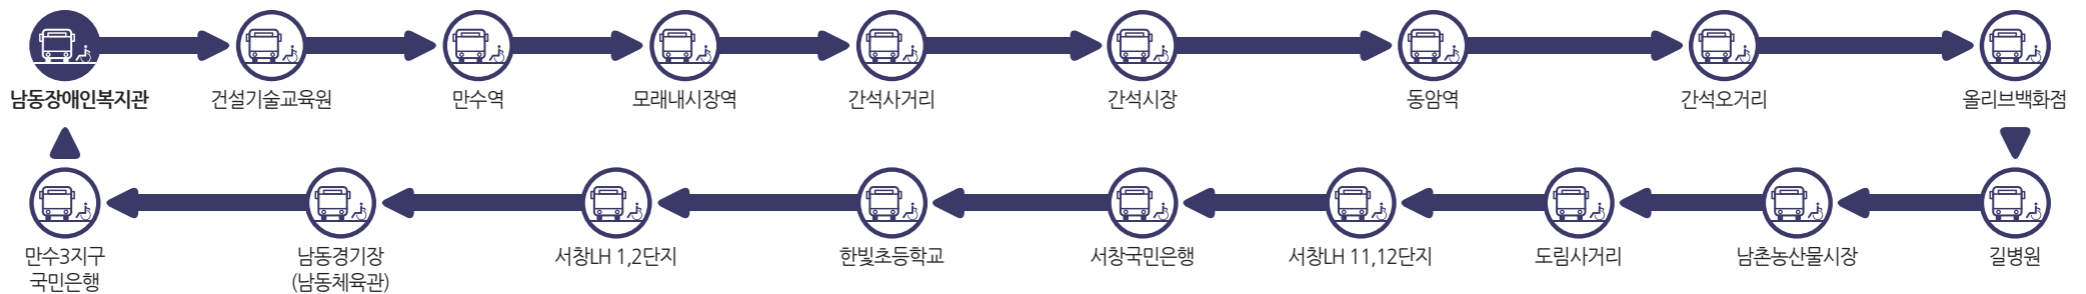 남동장애인복지관
건설기술교육원
만수역
모래내시장역
간석사거리
간석시장
동암역
간석오거리
올리브백화점
길병원
남촌농산물시장
도림사거리
서창LH 11,12단지
서창국민은행
한빛초등학교
서창LH 1,2단지
남동경기장
(남동체육관)
만수3지구
국민은행